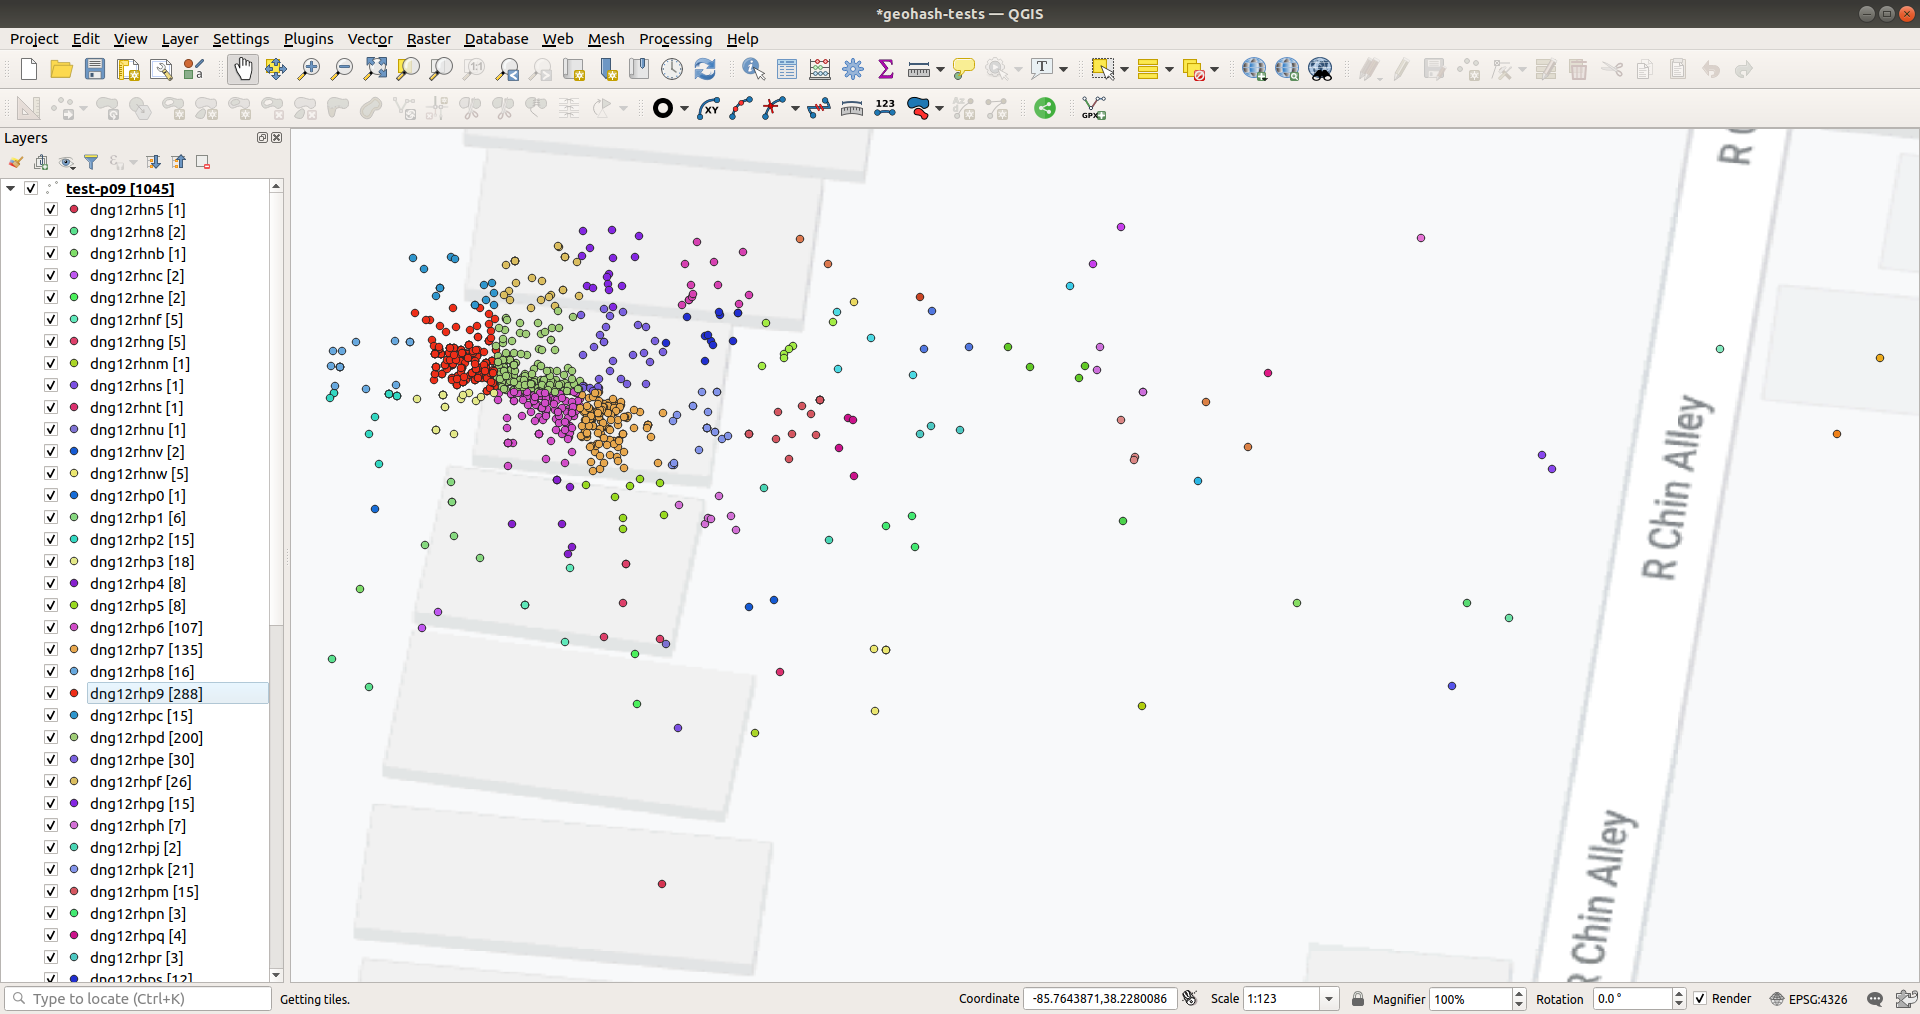 *geohash-tests — QGIS
Project Edit View Layer Settings Plugins Vector Raster Database Web Mesh Processing Help
XY 123
GPX
Layers
test-p09 [1045]
dng12rhn5 [1]
dng12rhn8 [2]
dng12rhnb [1]
dng12rhnc [2]
dng12rhne [2]
dng12rhnf [5]
dng12rhng [5]
dng12rhnm [1]
dng12rhns [1]
dng12rhnt [1]
dng12rhnu [1]
dng12rhnv [2]
dng12rhnw [5]
dng12rhp0 [1]
dng12rhp1 [6]
dng12rhp2 [15]
dng12rhp3 [18]
dng12rhp4 [8]
dng12rhp5 [8]
dng12rhp6 [107]
dng12rhp7 [135]
dng12rhp8 [16]
dng12rhp9 [288]
dng12rhpc [15]
dng12rhpd [200]
dng12rhpe [30]
dng12rhpf [26]
dng12rhpg [15]
dng12rhph [7]
dng12rhpj [2]
dng12rhpk [21]
dng12rhpm [15]
dng12rhpn [3]
dng12rhpq [4]
dng12rhpr [3]
dng12rhps [12]
R C
R Chin Alley
R Chin Alley
Type to locate (Ctrl+K) Getting tiles. Coordinate -85.7643871,38.2280086 Scale 1:123 Magnifier 100% Rotation 0.0 ° Render EPSG:4326